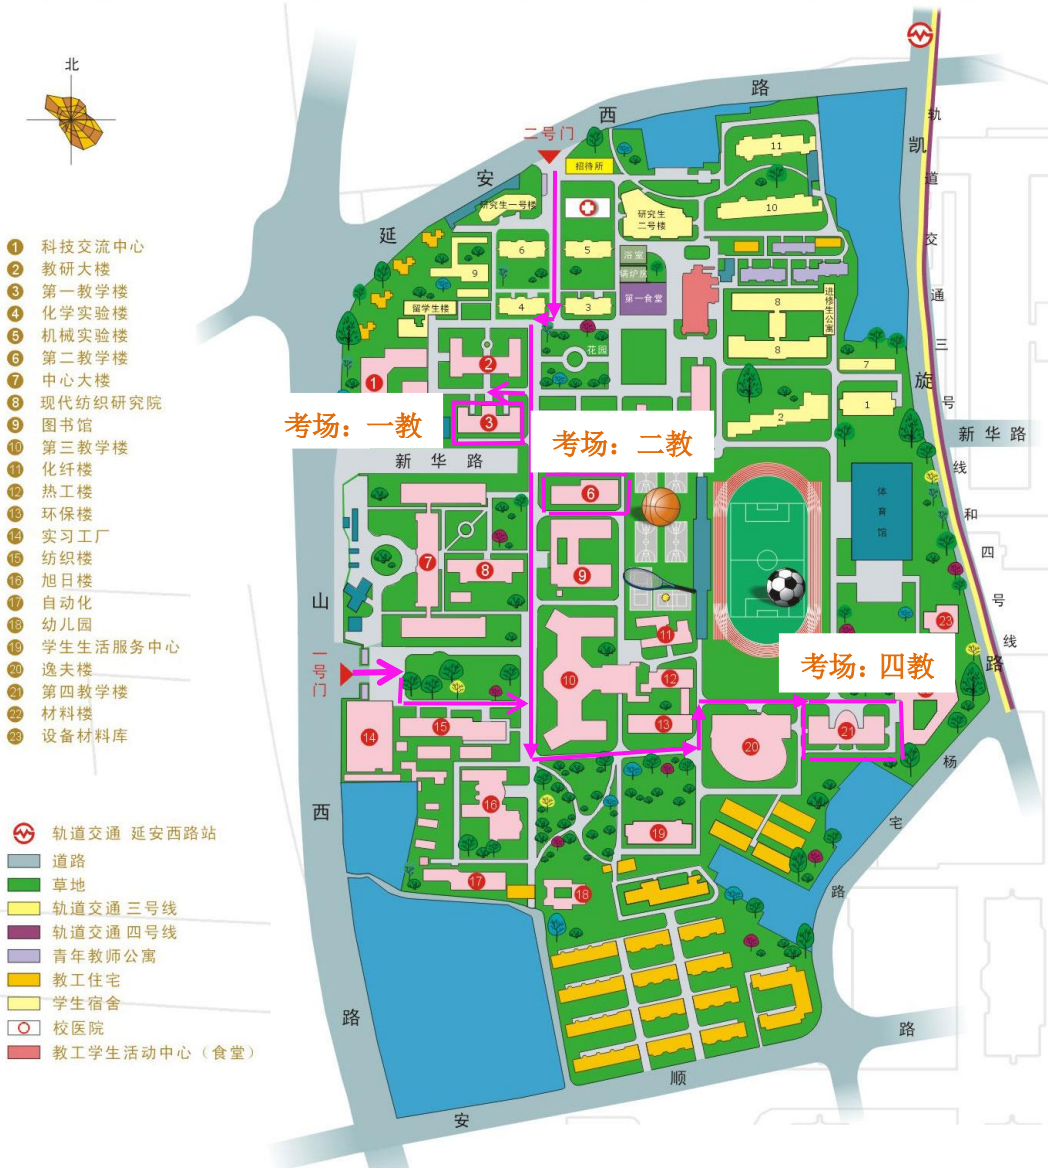 北
1 科技交流中心
2 教研大楼
3 第一教学楼
4 化学实验楼
5 机械实验楼
6 第二教学楼
7 中心大楼
8 现代纺织研究院
9 图书馆
10 第三教学楼
11 化纤楼
12 热工楼
13 环保楼
14 实习工厂
15 纺织楼
16 旭日楼
17 自动化
18 幼儿园
19 学生生活服务中心
20 逸夫楼
21 第四教学楼
22 材料楼
23 设备材料库
轨道交通 延安西路站
道路
草地
轨道交通 三号线
轨道交通 四号线
青年教师公寓
教工住宅
学生宿舍
校医院
教工学生活动中心（食堂）
延安西路
凯旋路
轨道交通三号线和四号线
二号门
招待所
11
研究生一号楼
研究生
二号楼
10
6
5
9
浴室
锅炉房
第一食堂
留学生楼
4
3
8
8
进修生公寓
花园
7
1
2
2
1
3
考场：一教
考场：二教
新华路
新华路
6
体育馆
7
8
9
山西路
一号门
11
23
10
12
考场：四教
13
14
15
20
21
16
19
17
18
杨宅路
安顺路